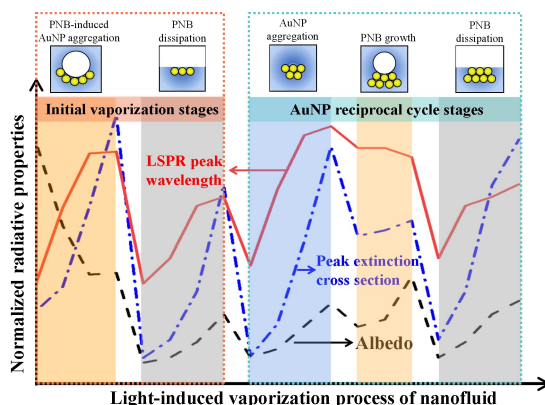 PNB-induced
AuNP aggregation
PNB
dissipation
AuNP
aggregation
PNB growth
PNB
dissipation
Initial vaporization stages
AuNP reciprocal cycle stages
LSPR peak
wavelength
Peak extinction
cross section
Albedo
Normalized radiative properties
Light-induced vaporization process of nanofluid